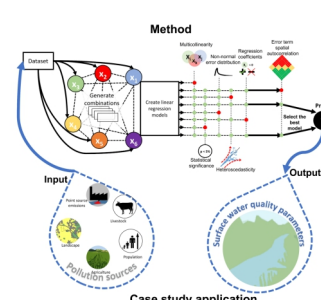 Method
Multicollinearity
Non-normal
error distribution
Regression
coefficients
Error term
spatial
autocorrelation
Dataset
X1
X2
X3
X5
Generate
combinations
Create linear
regression
models
Select the
best
model
Statistical
significance
Heteroscedasticity
Input
Output
Point source
emissions
Livestock
Landscape
Population
Agriculture
Pollution sources
Surface water quality parameters
Case study application